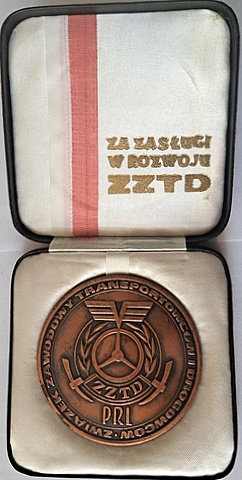 ZA ZASŁUGI
W ROZWOJU
ZZTD
ZWIĄZEK ZAWODOWY TRANSPORTOWCÓW I DROGOWCÓW
ZZTD
PRL